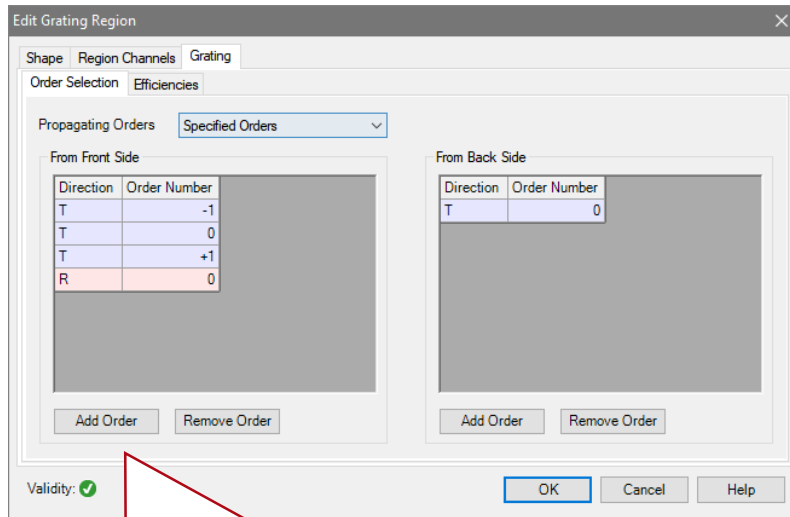 Edit Grating Region
Shape Region Channels Grating
Order Selection Efficiencies
Propagating Orders Specified Orders
From Front Side
Direction Order Number
T -1
T 0
T +1
R 0
Add Order Remove Order
From Back Side
Direction Order Number
T 0
Add Order Remove Order
Validity:
OK Cancel Help